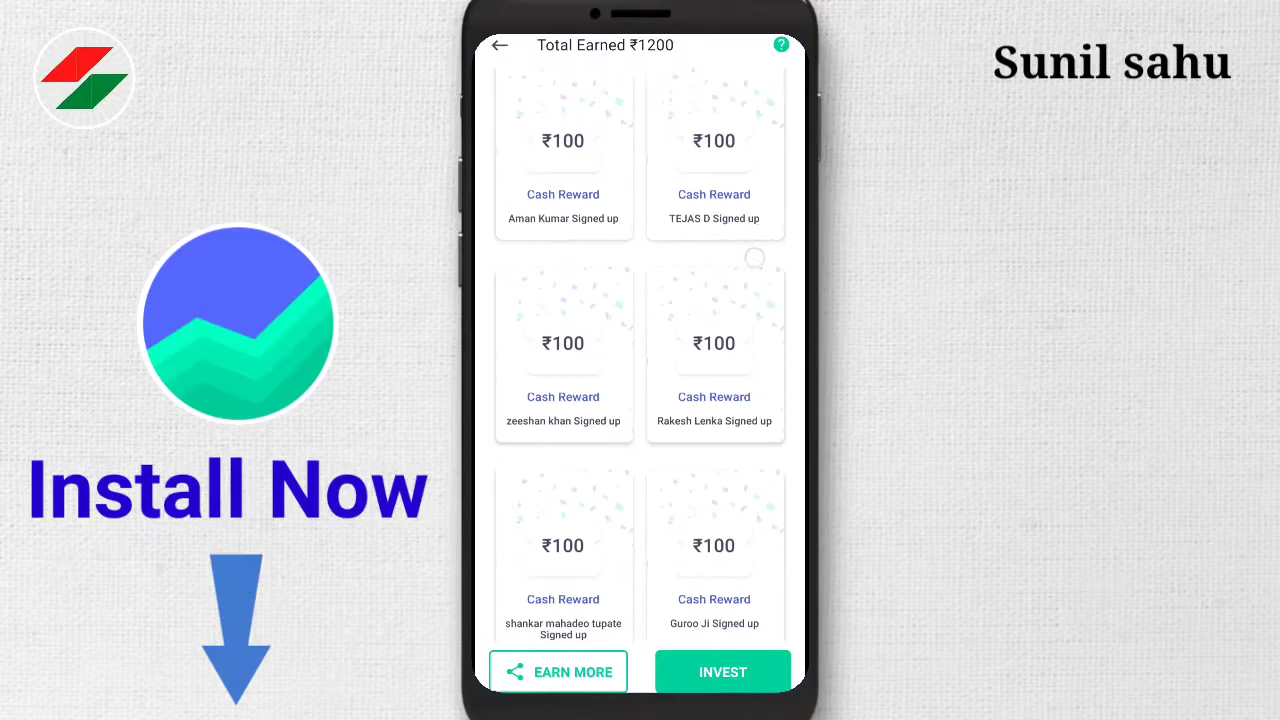 Total Earned ₹1200
?
Sunil sahu
₹100
₹100
Cash Reward
Cash Reward
Aman Kumar Signed up
TEJAS D Signed up
₹100
₹100
Cash Reward
Cash Reward
zeeshan khan Signed up
Rakesh Lenka Signed up
Install Now
₹100
₹100
Cash Reward
Cash Reward
shankar mahadeo tupate
Signed up
Guroo Ji Signed up
EARN MORE
INVEST